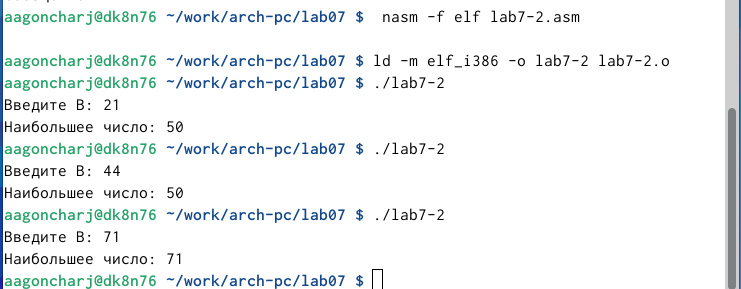 aagoncharj@dk8n76 ~/work/arch-pc/lab07 $  nasm -f elf lab7-2.asm
aagoncharj@dk8n76 ~/work/arch-pc/lab07 $ ld -m elf_i386 -o lab7-2 lab7-2.o
aagoncharj@dk8n76 ~/work/arch-pc/lab07 $ ./lab7-2
Введите B: 21
Наибольшее число: 50
aagoncharj@dk8n76 ~/work/arch-pc/lab07 $ ./lab7-2
Введите B: 44
Наибольшее число: 50
aagoncharj@dk8n76 ~/work/arch-pc/lab07 $ ./lab7-2
Введите B: 71
Наибольшее число: 71
aagoncharj@dk8n76 ~/work/arch-pc/lab07 $